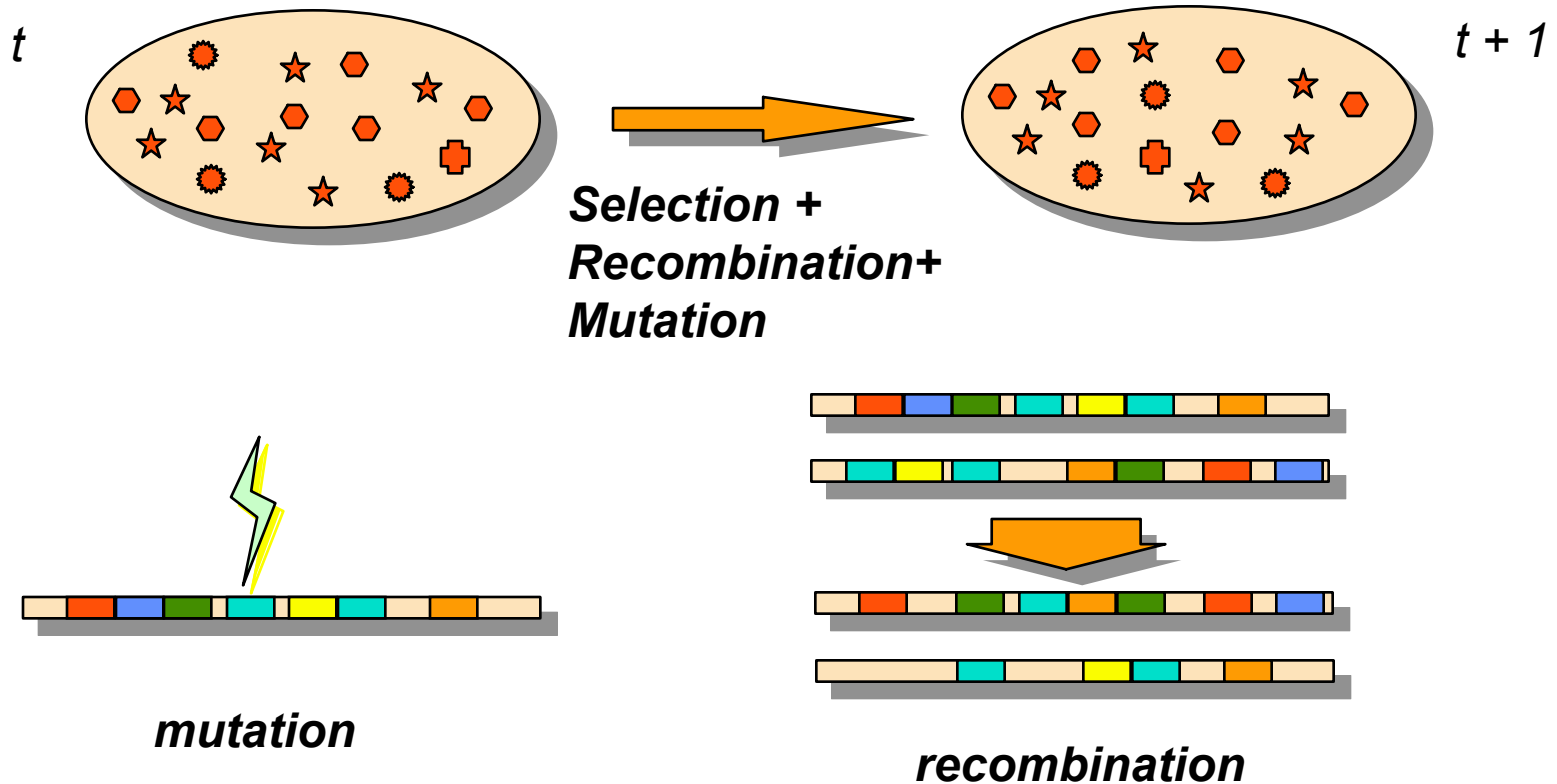 t
t + 1
Selection +
Recombination+
Mutation
mutation
recombination